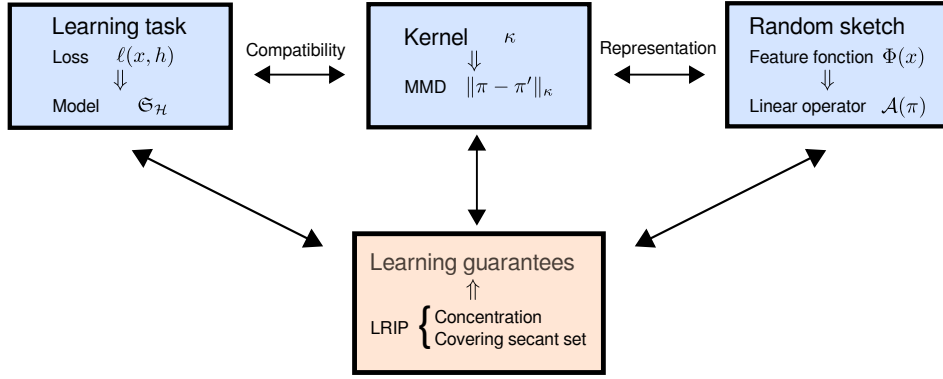 Learning task
Loss ℓ(x, h)
⇓
Model 𝔖_ℋ
Compatibility
Kernel κ
⇓
MMD ‖π − π′‖_κ
Representation
Random sketch
Feature fonction Φ(x)
⇓
Linear operator 𝒜(π)
Learning guarantees
⇑
LRIP { Concentration
Covering secant set